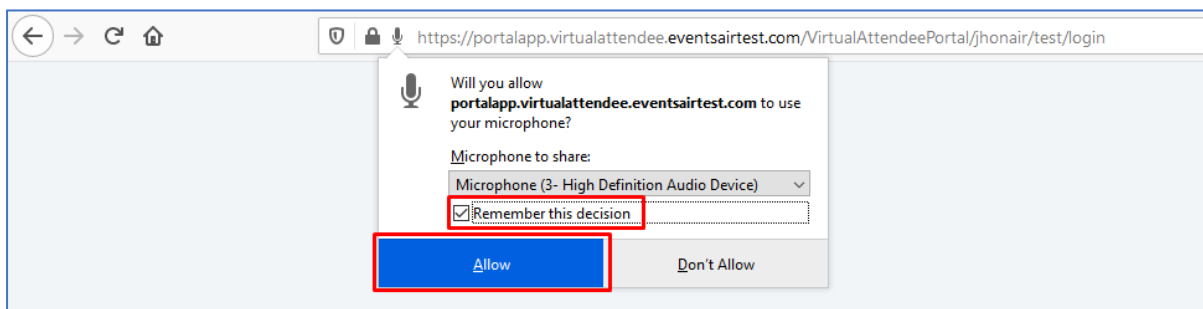 https://portalapp.virtualattendee.eventsairtest.com/VirtualAttendeePortal/jhonair/test/login
Will you allow
portalapp.virtualattendee.eventsairtest.com to use
your microphone?
Microphone to share:
Microphone (3- High Definition Audio Device)
Remember this decision
Allow
Don't Allow